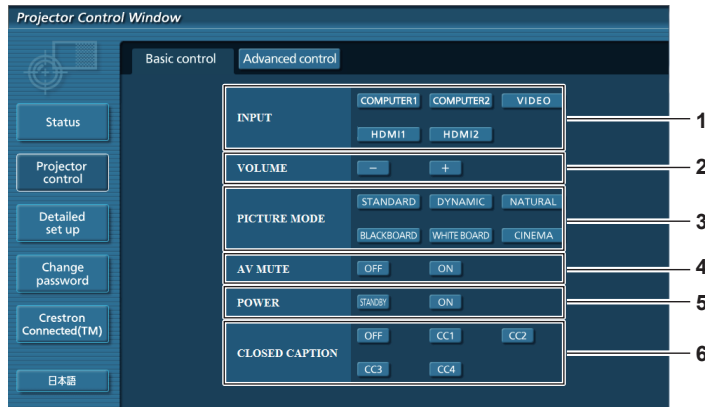 Projector Control Window
Basic control Advanced control
INPUT COMPUTER1 COMPUTER2 VIDEO
HDMI1 HDMI2
1
Status
VOLUME - +
2
Projector
control
PICTURE MODE STANDARD DYNAMIC NATURAL
BLACKBOARD WHITE BOARD CINEMA
3
Detailed
set up
AV MUTE OFF ON
4
Change
password
POWER STANDBY ON
5
Crestron
Connected(TM)
CLOSED CAPTION OFF CC1 CC2
CC3 CC4
6
日本語